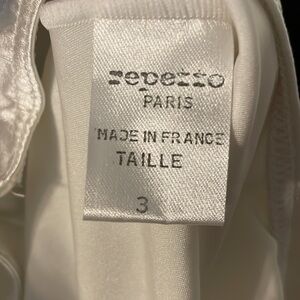 repetto
PARIS
MADE IN FRANCE
TAILLE
3